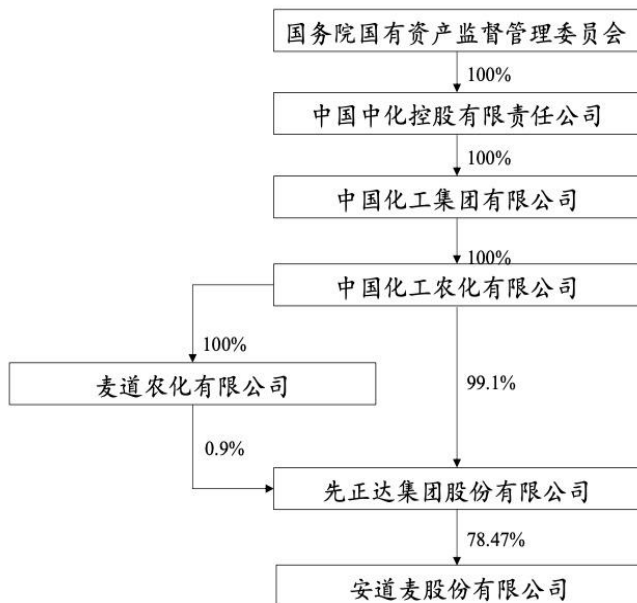 国务院国有资产监督管理委员会
100%
中国中化控股有限责任公司
100%
中国化工集团有限公司
100%
中国化工农化有限公司
100%
麦道农化有限公司
99.1%
0.9%
先正达集团股份有限公司
78.47%
安道麦股份有限公司